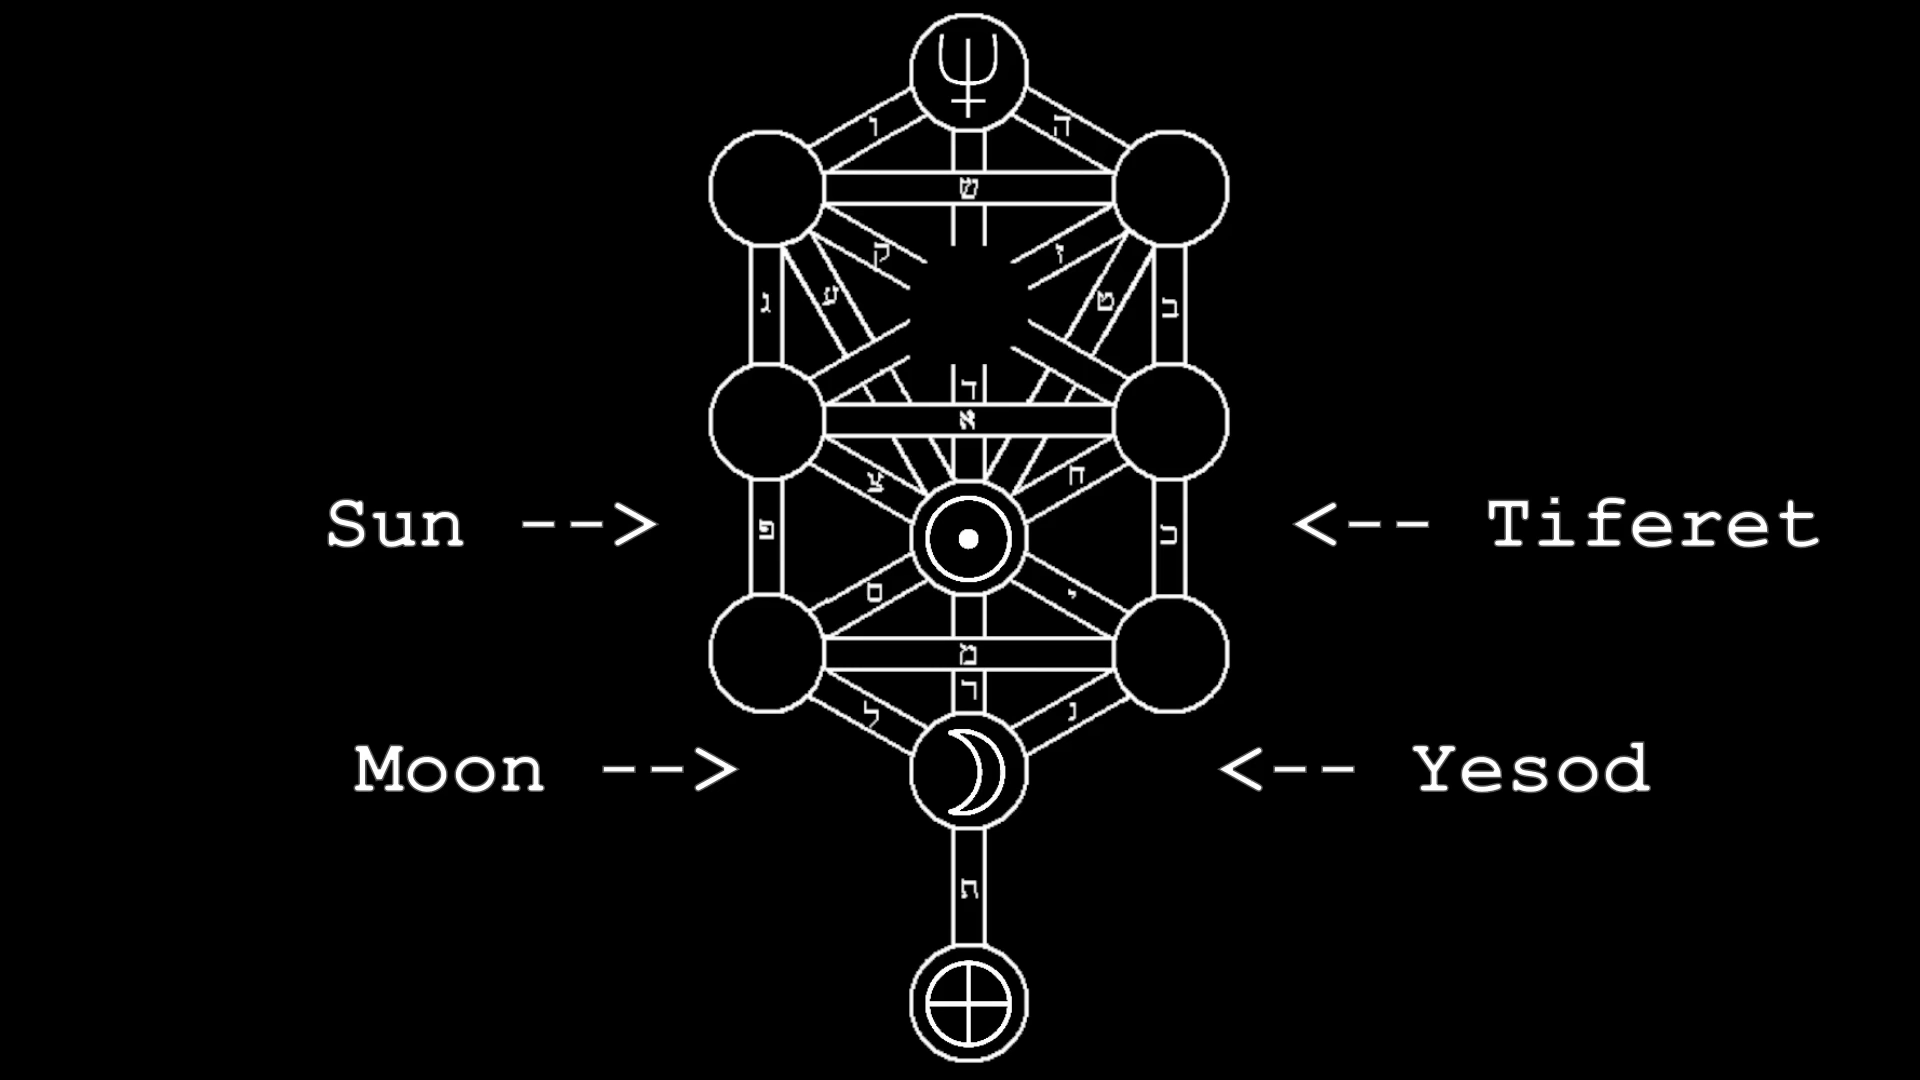 ו ה
ש
ק ז
ג ע ט ב
ד
א
צ ח
Sun --> <-- Tiferet
פ כ
ס י
מ
ר
ל נ
Moon --> <-- Yesod
ת